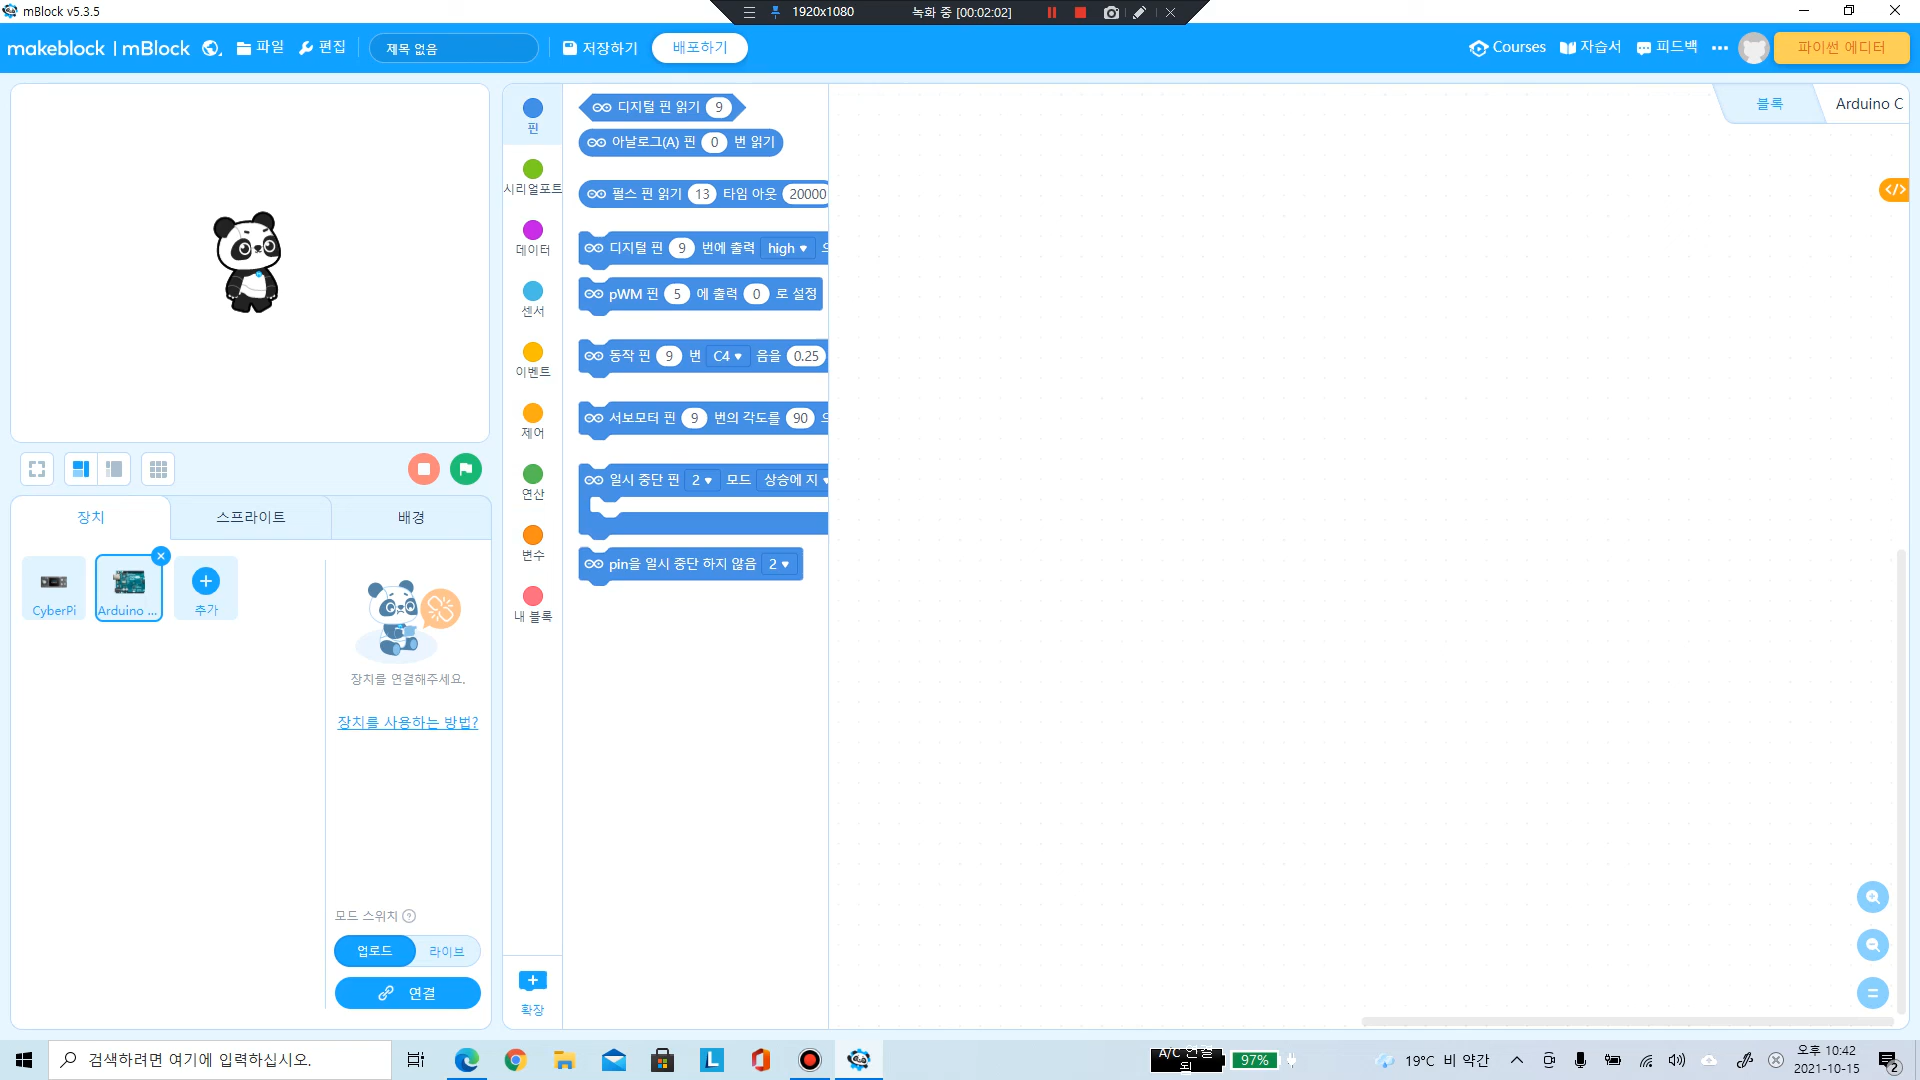 mBlock v5.3.5
1920x1080
녹화 중 [00:02:02]
makeblock | mBlock
파일
편집
제목 없음
저장하기
배포하기
Courses
자습서
피드백
파이썬 에디터
핀
시리얼포트
데이터
센서
이벤트
제어
연산
변수
내 블록
확장
디지털 핀 읽기 9
아날로그(A) 핀 0 번 읽기
펄스 핀 읽기 13 타임 아웃 20000
디지털 핀 9 번에 출력 high 으
pWM 핀 5 에 출력 0 로 설정
동작 핀 9 번 C4 음을 0.25
서보모터 핀 9 번의 각도를 90 으
일시 중단 핀 2 모드 상승에 지
pin을 일시 중단 하지 않음 2
블록
Arduino C
</>
장치
스프라이트
배경
CyberPi
Arduino ...
추가
장치를 연결해주세요.
장치를 사용하는 방법?
모드 스위치 ?
업로드
라이브
연결
검색하려면 여기에 입력하십시오.
L
A/C 연결됨
97%
19°C 비 약간
오후 10:42
2021-10-15
2